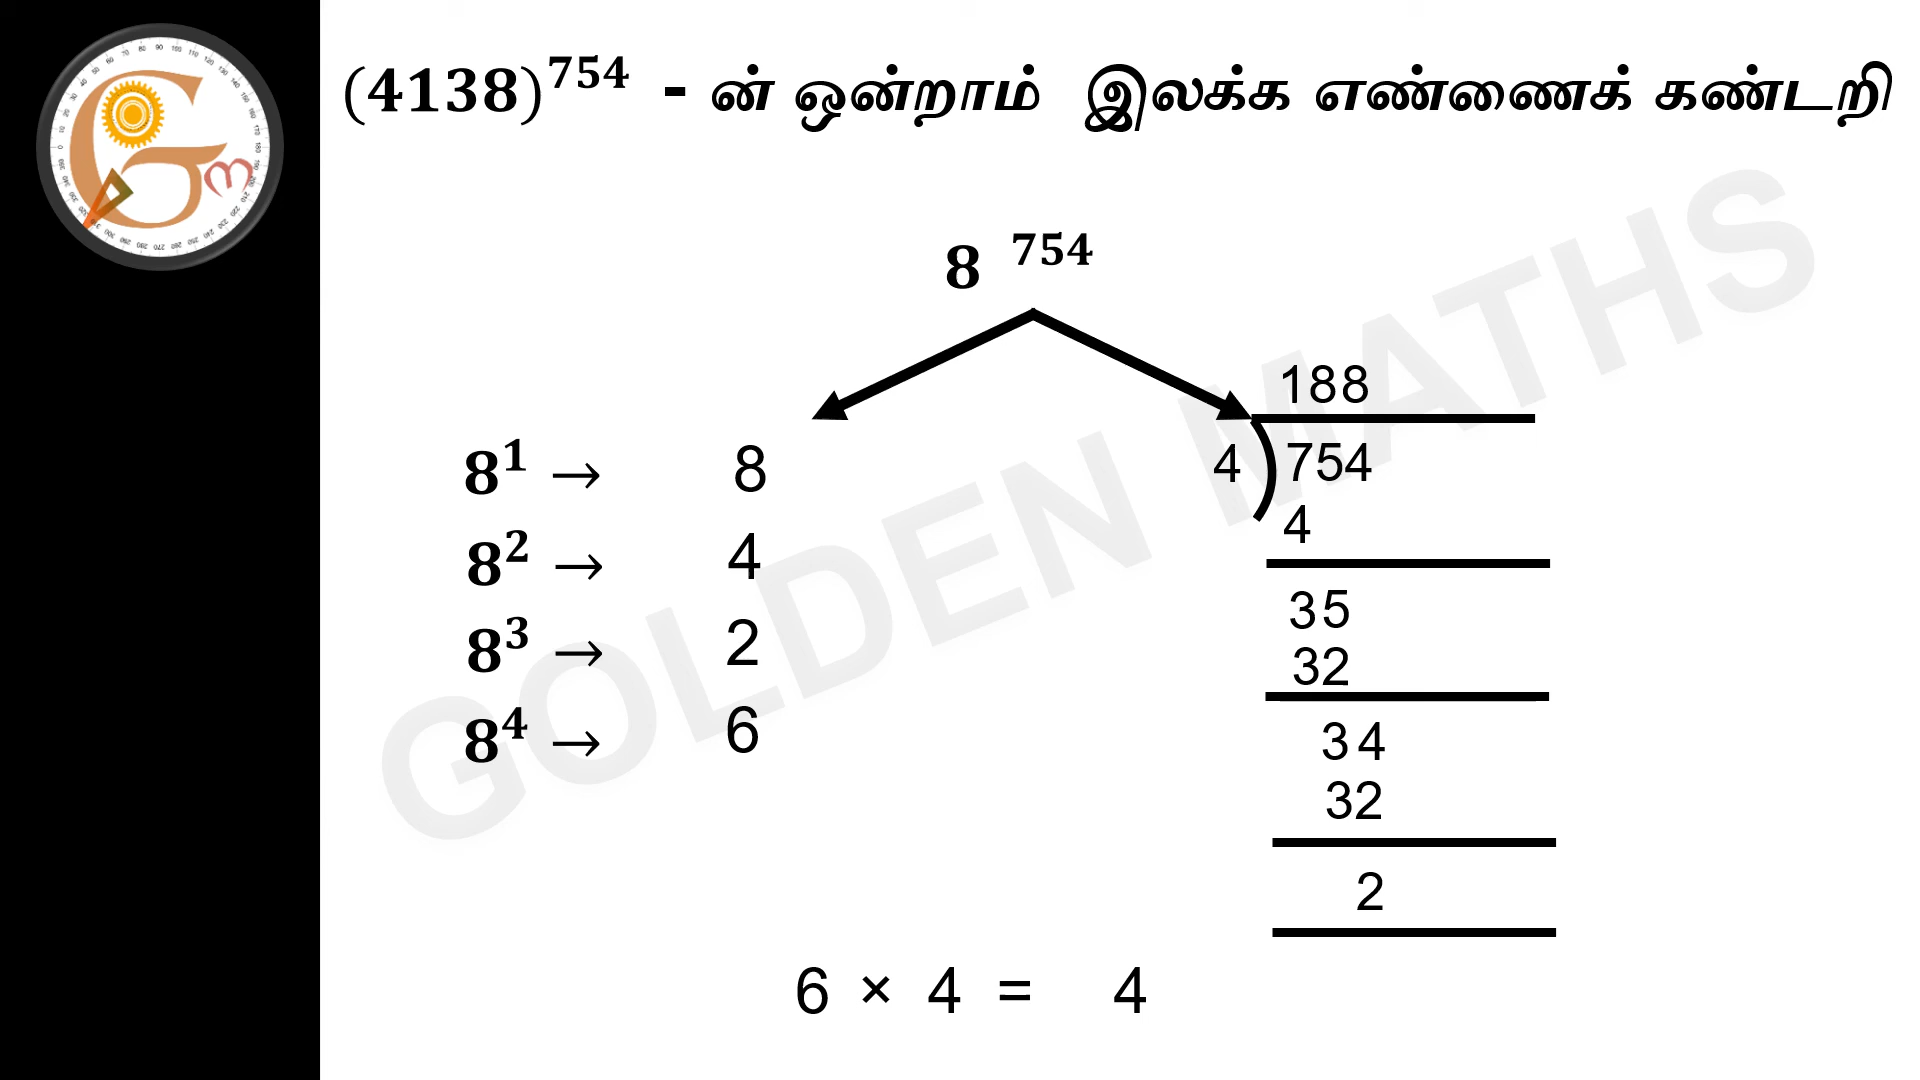 (4138)^754 - ன் ஒன்றாம் இலக்க எண்ணைக் கண்டறி
8 ^754
8^1 → 8
8^2 → 4
8^3 → 2
8^4 → 6
188
4 ) 754
4
35
32
34
32
2
6 × 4 = 4
GOLDEN MATHS